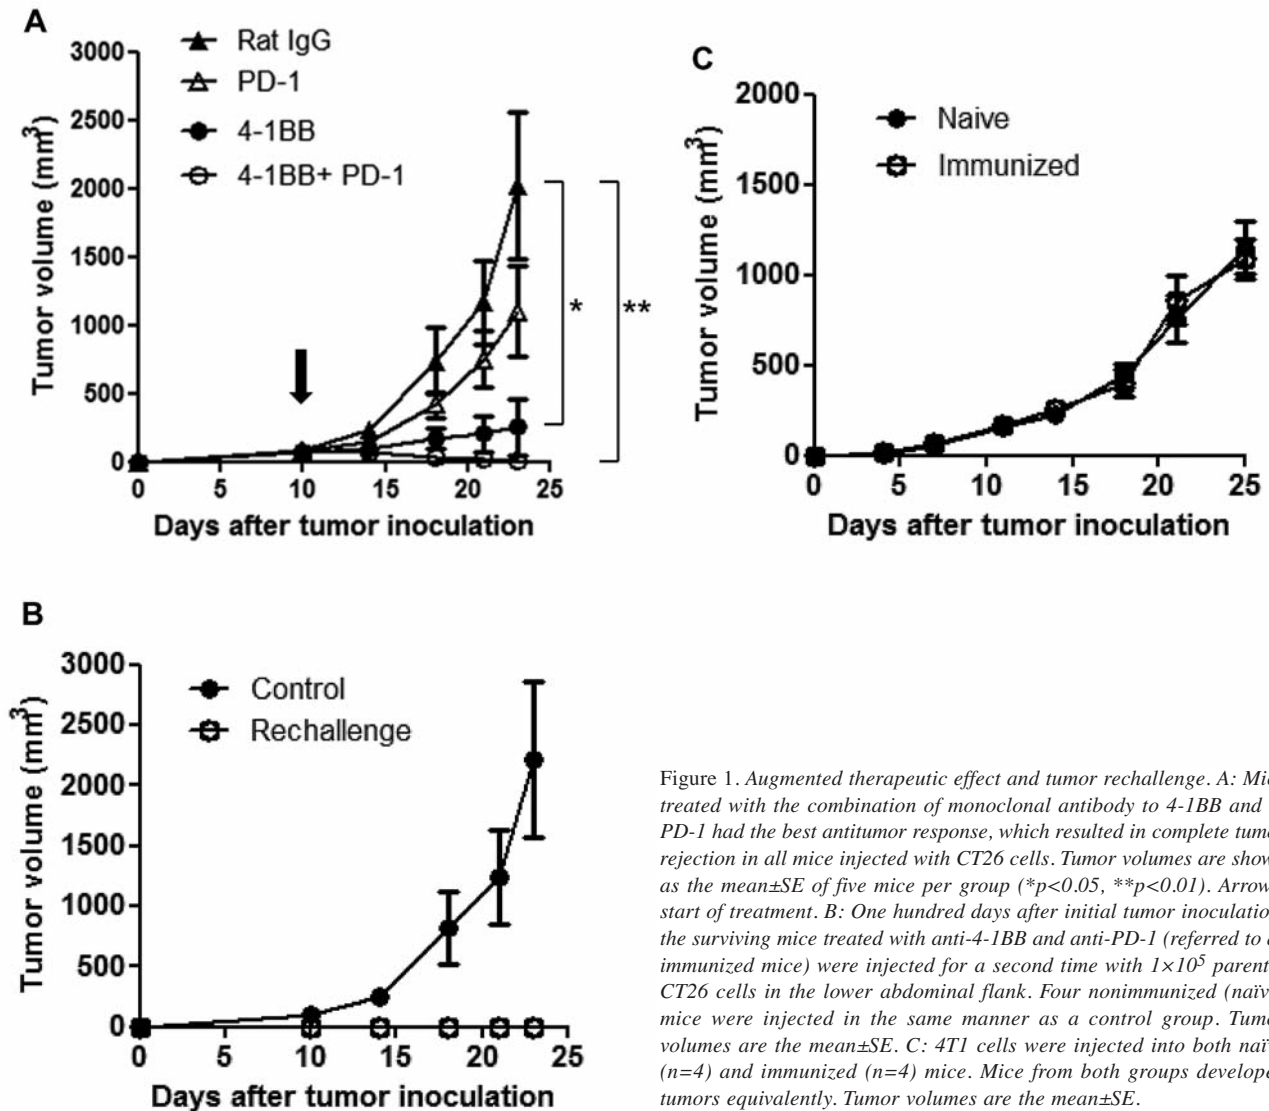 A
3000
2500
2000
1500
1000
500
0
Tumor volume (mm³)
Rat IgG
PD-1
4-1BB
4-1BB+ PD-1
*
**
0 5 10 15 20 25
Days after tumor inoculation
C
2000
1500
1000
500
0
Tumor volume (mm³)
Naive
Immunized
0 5 10 15 20 25
Days after tumor inoculation
B
3000
2500
2000
1500
1000
500
0
Tumor volume (mm³)
Control
Rechallenge
0 5 10 15 20 25
Days after tumor inoculation
Figure 1. Augmented therapeutic effect and tumor rechallenge. A:
treated with the combination of monoclonal antibody to 4-1BB and
PD-1 had the best antitumor response, which resulted in complete
rejection in all mice injected with CT26 cells. Tumor volumes are
as the mean±SE of five mice per group (*p<0.05, **p<0.01).
start of treatment. B: One hundred days after initial tumor
the surviving mice treated with anti-4-1BB and anti-PD-1 (referred to
immunized mice) were injected for a second time with 1×10⁵
CT26 cells in the lower abdominal flank. Four nonimmunized
mice were injected in the same manner as a control group.
volumes are the mean±SE. C: 4T1 cells were injected into both
(n=4) and immunized (n=4) mice. Mice from both groups
tumors equivalently. Tumor volumes are the mean±SE.